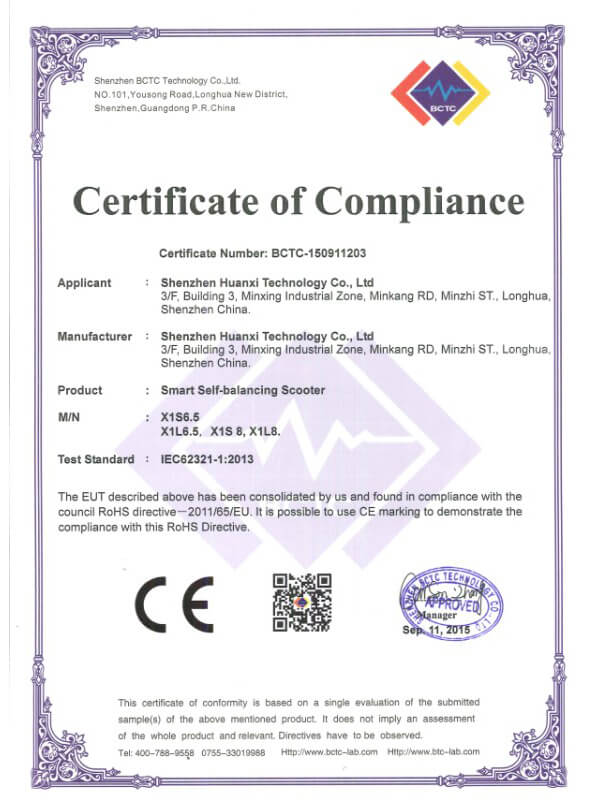 Shenzhen BCTC Technology Co.,Ltd.
NO.101,Yousong Road,Longhua New District,
Shenzhen,Guangdong P.R.China
BCTC
Certificate of Compliance
Certificate Number: BCTC-150911203
Applicant : Shenzhen Huanxi Technology Co., Ltd
3/F, Building 3, Minxing Industrial Zone, Minkang RD, Minzhi ST., Longhua,
Shenzhen China.
Manufacturer : Shenzhen Huanxi Technology Co., Ltd
3/F, Building 3, Minxing Industrial Zone, Minkang RD, Minzhi ST., Longhua,
Shenzhen China.
Product : Smart Self-balancing Scooter
M/N : X1S6.5
X1L6.5, X1S 8, X1L8.
Test Standard : IEC62321-1:2013
The EUT described above has been consolidated by us and found in compliance with the
council RoHS directive—2011/65/EU. It is possible to use CE marking to demonstrate the
compliance with this RoHS Directive.
CE
SHENZHEN BCTC TECHNOLOGY CO., LTD
APPROVED
Manager
Sep. 11, 2015
This certificate of conformity is based on a single evaluation of the submitted
sample(s) of the above mentioned product. It does not imply an assessment
of the whole product and relevant. Directives have to be observed.
Tel: 400-788-9558 0755-33019988 Http://www.bctc-lab.com Http://www.btc-lab.com